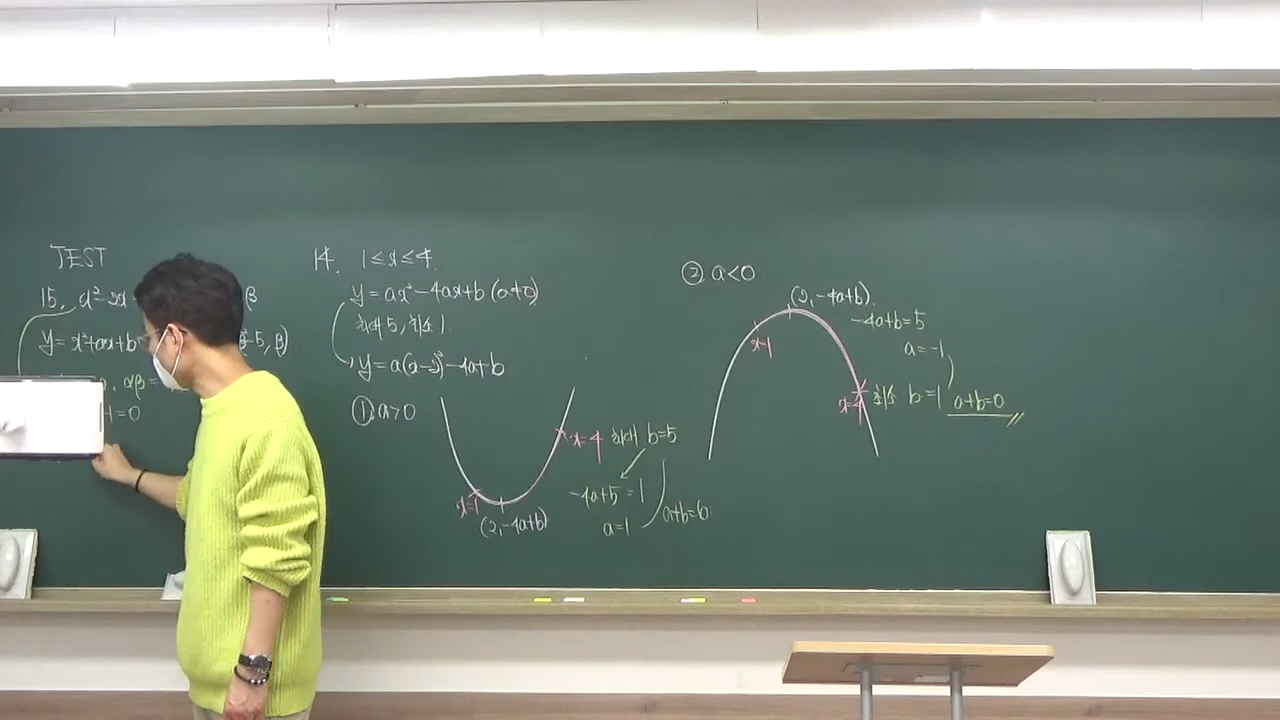 TEST
15.
y=x²+ax+b
-5, β)
αβ=
=0
14. 1≤x≤4
y=ax²-4ax+b (a≠0)
최대 5, 최소 1.
y=a(x-2)²-4a+b
① a>0
x=1
(2, -4a+b)
x=4 최대 b=5
-4a+5=1
a=1
a+b=6
② a<0
(2, -4a+b).
x=1
x=4 최소 b=1
-4a+b=5
a=-1
a+b=0